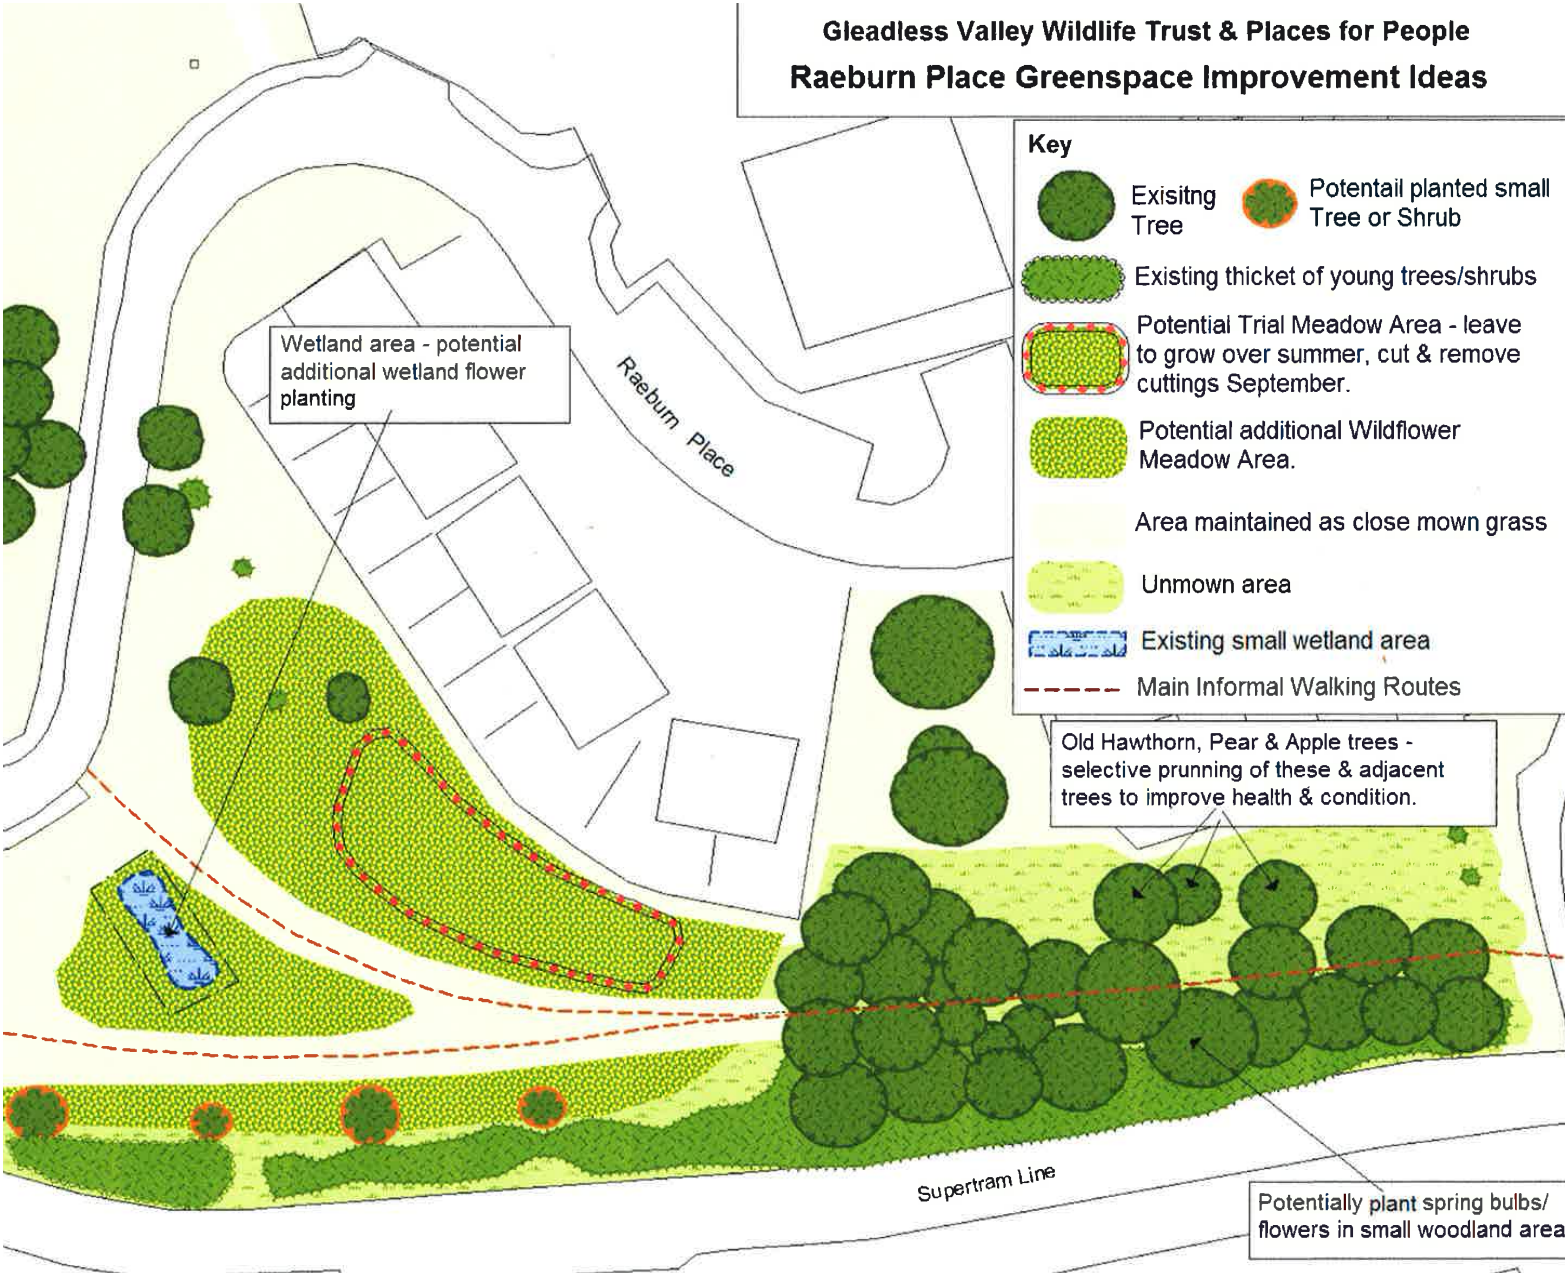 Gleadless Valley Wildlife Trust & Places for People
Raeburn Place Greenspace Improvement Ideas
Key
Exisitng
Tree
Potentail planted small
Tree or Shrub
Existing thicket of young trees/shrubs
Potential Trial Meadow Area - leave
to grow over summer, cut & remove
cuttings September.
Potential additional Wildflower
Meadow Area.
Area maintained as close mown grass
Unmown area
Existing small wetland area
Main Informal Walking Routes
Wetland area - potential
additional wetland flower
planting
Raeburn Place
Old Hawthorn, Pear & Apple trees -
selective prunning of these & adjacent
trees to improve health & condition.
Supertram Line
Potentially plant spring bulbs/
flowers in small woodland area